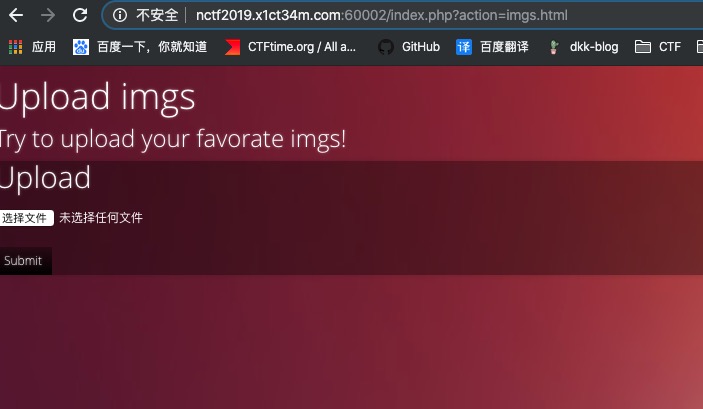 不安全 nctf2019.x1ct34m.com:60002/index.php?action=imgs.html
应用 百度一下，你就知道 CTFtime.org / All a... GitHub 译 百度翻译 dkk-blog CTF
Upload imgs
Try to upload your favorate imgs!
Upload
选择文件 未选择任何文件
Submit